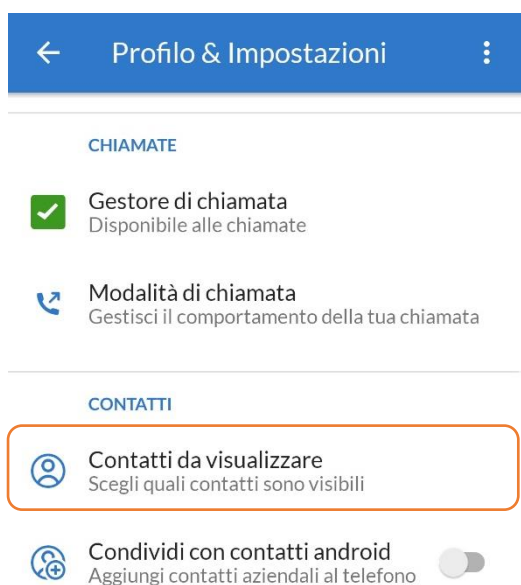 Profilo & Impostazioni
CHIAMATE
Gestore di chiamata
Disponibile alle chiamate
Modalità di chiamata
Gestisci il comportamento della tua chiamata
CONTATTI
Contatti da visualizzare
Scegli quali contatti sono visibili
Condividi con contatti android
Aggiungi contatti aziendali al telefono